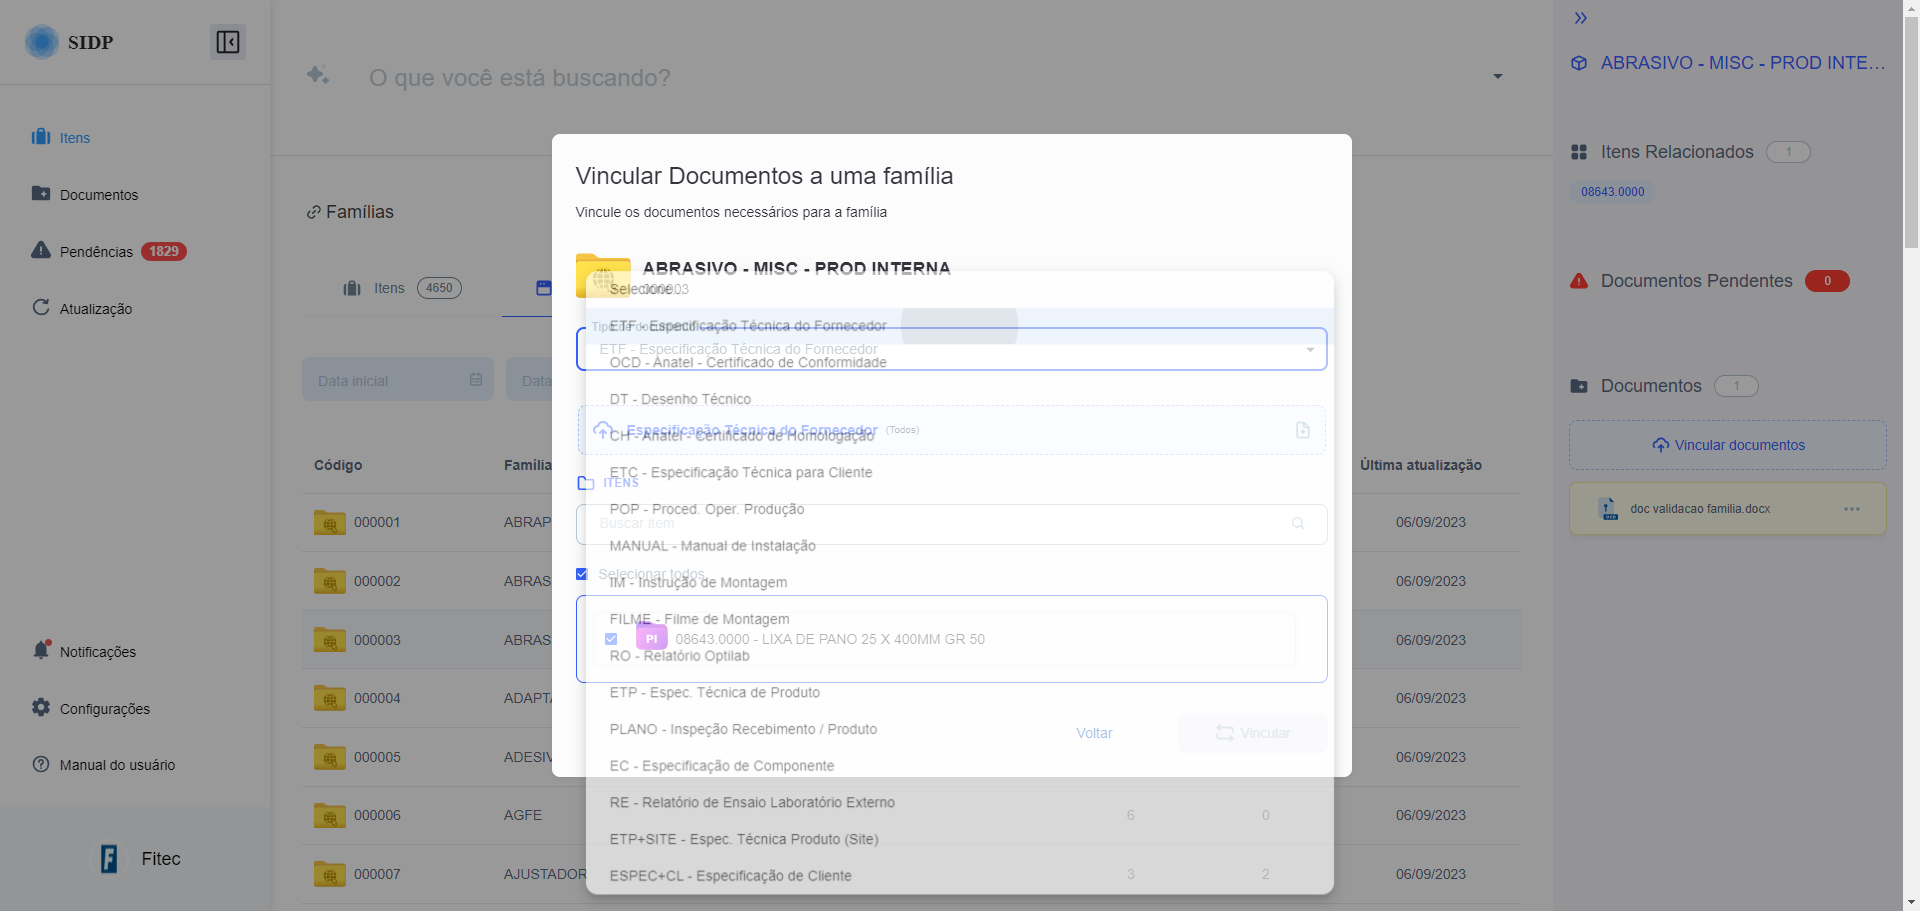 SIDP
O que você está buscando?
Itens
Documentos
Pendências 1829
Atualização
Notificações
Configurações
Manual do usuário
Fitec
Famílias
Itens 4650
Data inicial
Data
Código
Família
Última atualização
000001
ABRAP
06/09/2023
000002
ABRAS
06/09/2023
000003
ABRAS
06/09/2023
000004
ADAPTA
06/09/2023
000005
ADESIV
06/09/2023
000006
AGFE
6
0
06/09/2023
000007
AJUSTADOR
3
2
06/09/2023
Vincular Documentos a uma família
Vincule os documentos necessários para a família
ABRASIVO - MISC - PROD INTERNA
000003
Tipo de documento
ETF - Especificação Técnica do Fornecedor
Especificação Técnica do Fornecedor (Todos)
ITENS
Buscar item
Selecionar todos
PI 08643.0000 - LIXA DE PANO 25 X 400MM GR 50
Voltar
Vincular
Selecione
ETF - Especificação Técnica do Fornecedor
OCD - Anatel - Certificado de Conformidade
DT - Desenho Técnico
CH - Anatel - Certificado de Homologação
ETC - Especificação Técnica para Cliente
POP - Proced. Oper. Produção
MANUAL - Manual de Instalação
IM - Instrução de Montagem
FILME - Filme de Montagem
RO - Relatório Optilab
ETP - Espec. Técnica de Produto
PLANO - Inspeção Recebimento / Produto
EC - Especificação de Componente
RE - Relatório de Ensaio Laboratório Externo
ETP+SITE - Espec. Técnica Produto (Site)
ESPEC+CL - Especificação de Cliente
ABRASIVO - MISC - PROD INTE...
Itens Relacionados 1
08643.0000
Documentos Pendentes 0
Documentos 1
Vincular documentos
doc validacao familia.docx